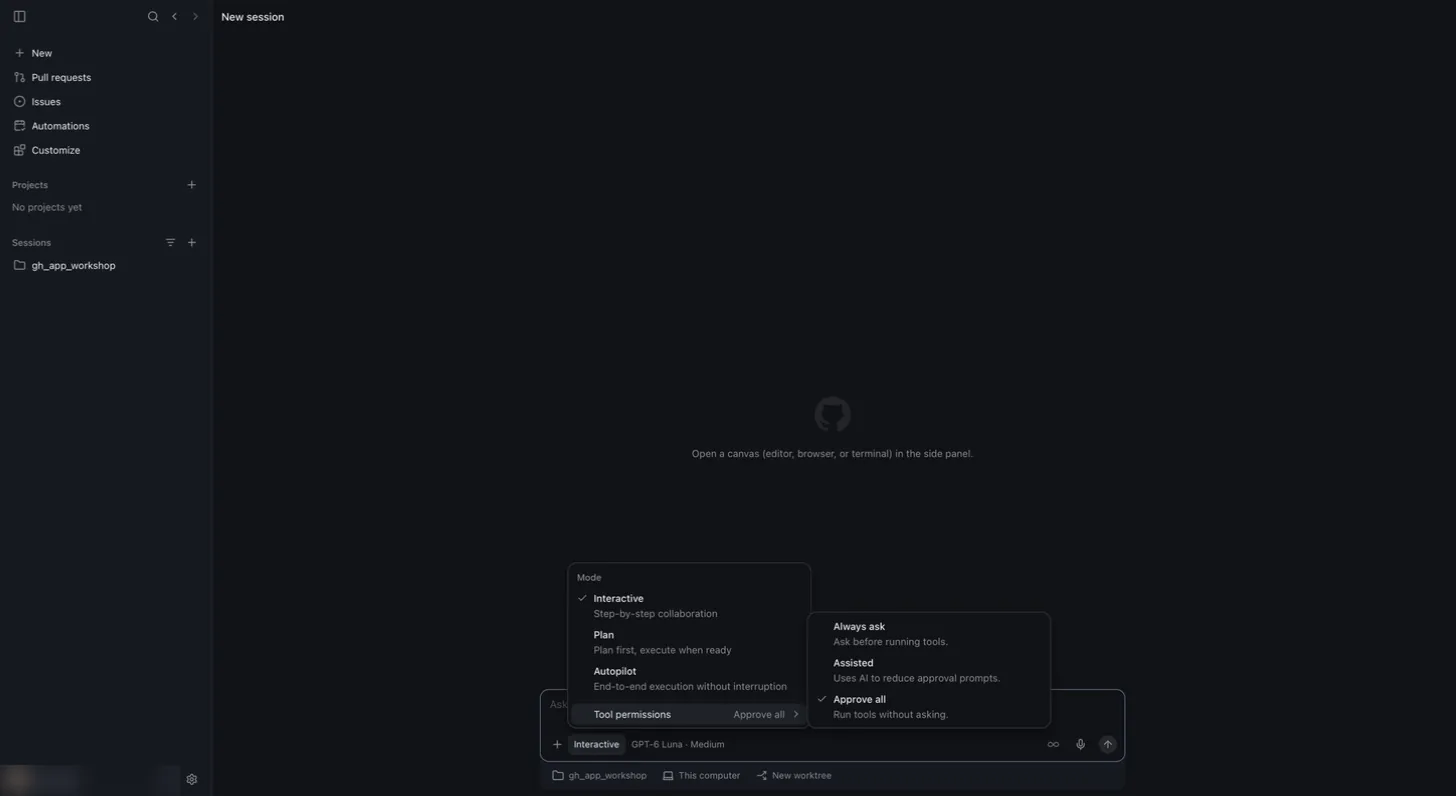 New session
New
Pull requests
Issues
Automations
Customize
Projects
No projects yet
Sessions
gh_app_workshop
Open a canvas (editor, browser, or terminal) in the side panel.
Mode
Interactive
Step-by-step collaboration
Plan
Plan first, execute when ready
Autopilot
End-to-end execution without interruption
Tool permissions Approve all
Always ask
Ask before running tools.
Assisted
Uses AI to reduce approval prompts.
Approve all
Run tools without asking.
Ask
Interactive GPT-6 Luna · Medium
gh_app_workshop This computer New worktree